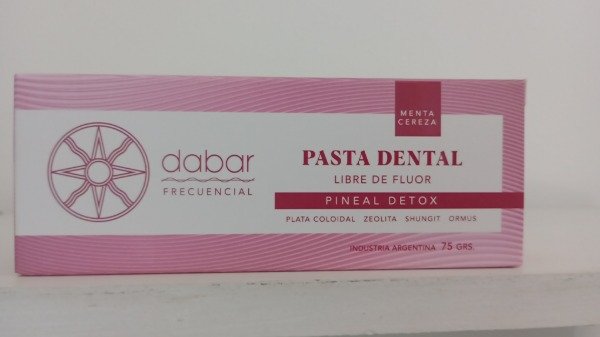 MENTA
CEREZA
dabar
FRECUENCIAL
PASTA DENTAL
LIBRE DE FLUOR
PINEAL DETOX
PLATA COLOIDAL ZEOLITA SHUNGIT ORMUS
INDUSTRIA ARGENTINA 75 GRS.